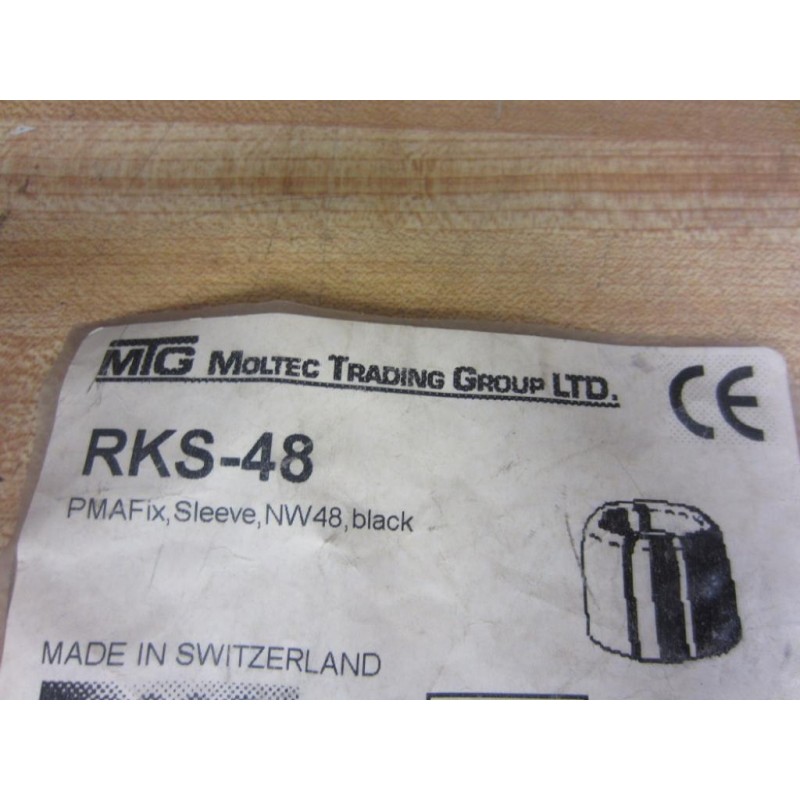 MTG MOLTEC TRADING GROUP LTD.
CE
RKS-48
PMAFix,Sleeve,NW48,black
MADE IN SWITZERLAND